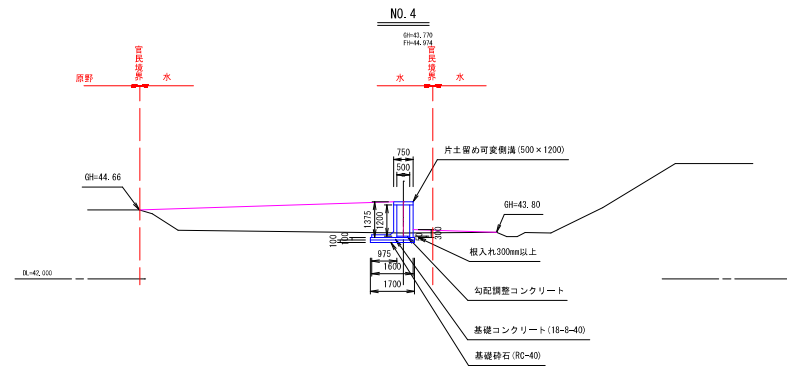 NO.4
GH=43.770
FH=44.974
官民境界
官民境界
原野
水
水
水
750
500
片土留め可変側溝(500×1200)
GH=44.66
GH=43.80
1375
1200
300
100
100
根入れ300mm以上
975
1600
1700
DL=42.000
勾配調整コンクリート
基礎コンクリート(18-8-40)
基礎砕石(RC-40)